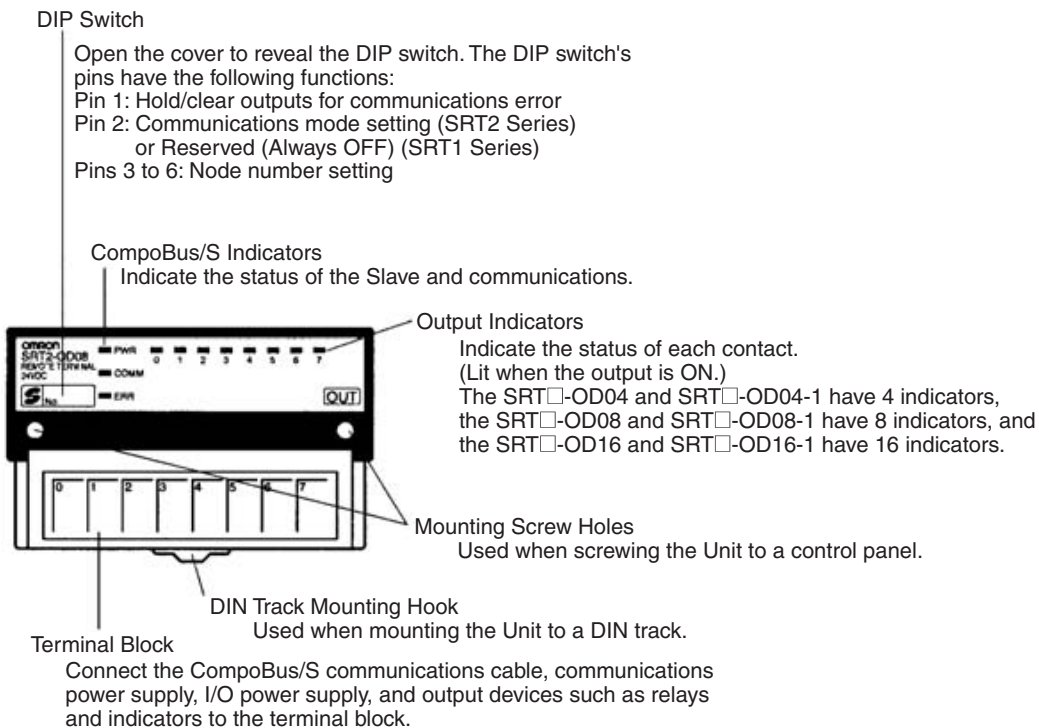 DIP Switch
Open the cover to reveal the DIP switch. The DIP switch's
pins have the following functions:
Pin 1: Hold/clear outputs for communications error
Pin 2: Communications mode setting (SRT2 Series)
or Reserved (Always OFF) (SRT1 Series)
Pins 3 to 6: Node number setting
CompoBus/S Indicators
Indicate the status of the Slave and communications.
OMRON
SRT2-OD08
REMOTE TERMINAL
24VDC
PWR
COMM
ERR
0 1 2 3 4 5 6 7
S No.
OUT
Output Indicators
Indicate the status of each contact.
(Lit when the output is ON.)
The SRT□-OD04 and SRT□-OD04-1 have 4 indicators,
the SRT□-OD08 and SRT□-OD08-1 have 8 indicators, and
the SRT□-OD16 and SRT□-OD16-1 have 16 indicators.
0 1 2 3 4 5 6 7
Mounting Screw Holes
Used when screwing the Unit to a control panel.
DIN Track Mounting Hook
Used when mounting the Unit to a DIN track.
Terminal Block
Connect the CompoBus/S communications cable, communications
power supply, I/O power supply, and output devices such as relays
and indicators to the terminal block.